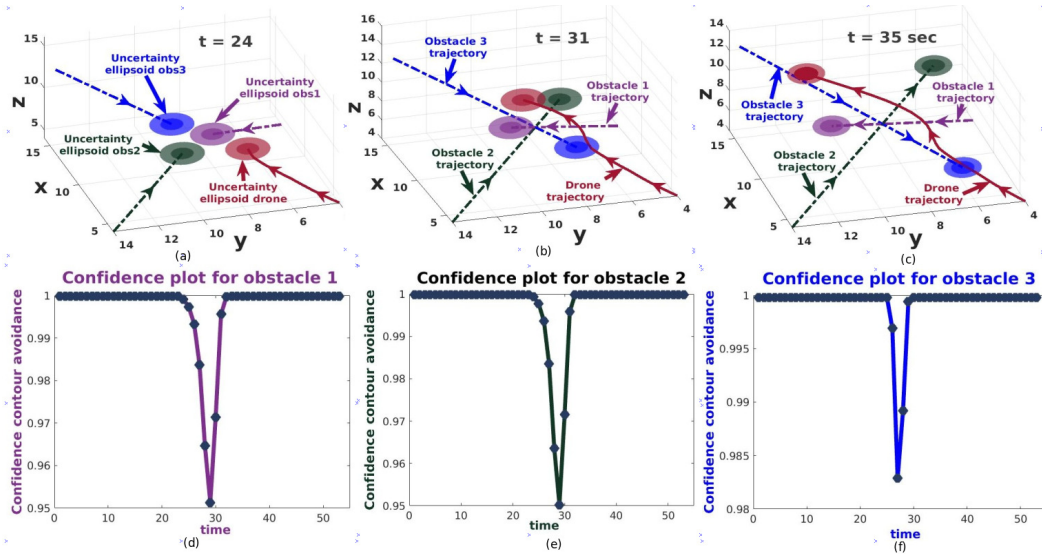 t = 24
Uncertainty
ellipsoid obs3
Uncertainty
ellipsoid obs1
Uncertainty
ellipsoid obs2
Uncertainty
ellipsoid drone
z
15
10
5
15
x
10
5
14
12
10
8
6
y
(a)
t = 31
Obstacle 3
trajectory
Obstacle 1
trajectory
Obstacle 2
trajectory
Drone
trajectory
z
16
14
12
10
8
6
4
15
x
10
5
14
12
10
8
6
4
y
(b)
t = 35 sec
Obstacle 3
trajectory
Obstacle 1
trajectory
Obstacle 2
trajectory
Drone
trajectory
z
14
12
10
8
6
4
15
x
10
5
14
12
10
8
6
4
y
(c)
Confidence plot for obstacle 1
Confidence contour avoidance
1
0.99
0.98
0.97
0.96
0.95
0
10
20
30
40
50
time
(d)
Confidence plot for obstacle 2
Confidence contour avoidance
1
0.99
0.98
0.97
0.96
0.95
0
10
20
30
40
50
time
(e)
Confidence plot for obstacle 3
Confidence contour avoidance
1
0.995
0.99
0.985
0.98
0
10
20
30
40
50
time
(f)